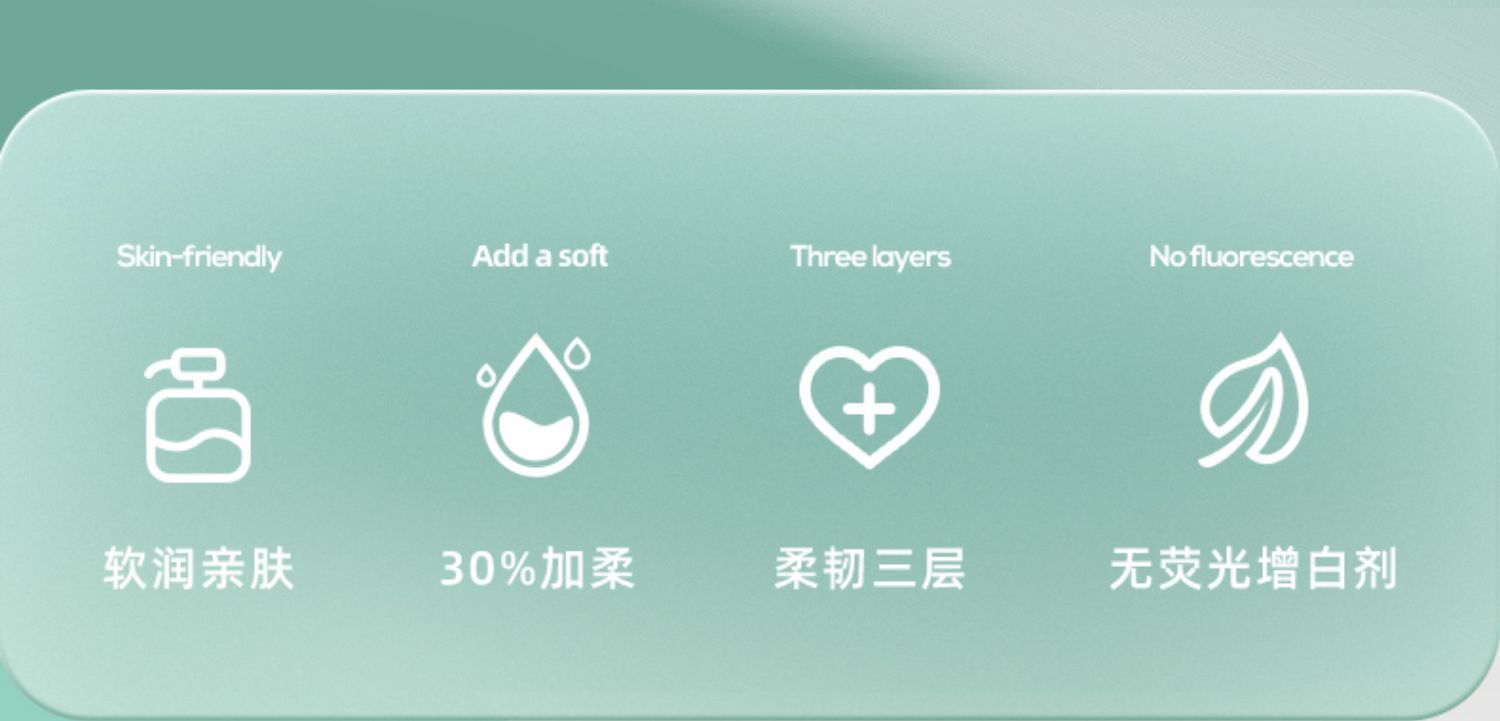 Skin-friendly
Add a soft
Three layers
No fluorescence
软润亲肤
30%加柔
柔韧三层
无荧光增白剂